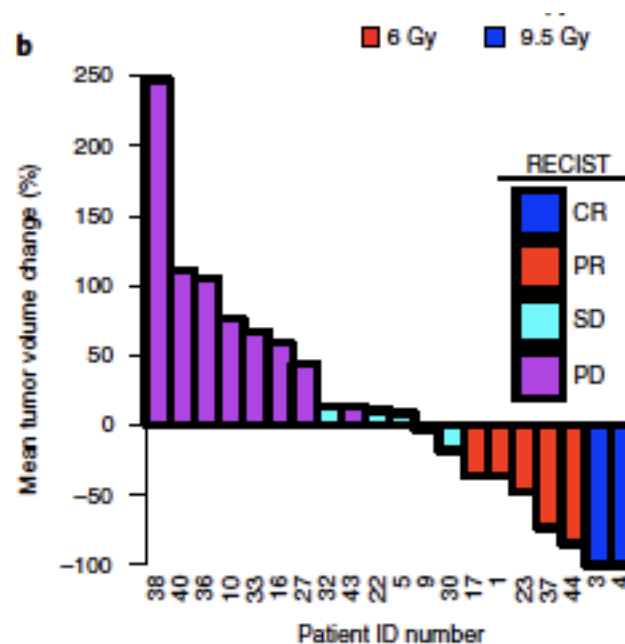 b
6 Gy 9.5 Gy
Mean tumor volume change (%)
250
200
150
100
50
0
−50
−100
RECIST
CR
PR
SD
PD
38 40 36 10 33 16 27 32 43 22 5 9 30 17 1 23 37 44 3 4
Patient ID number